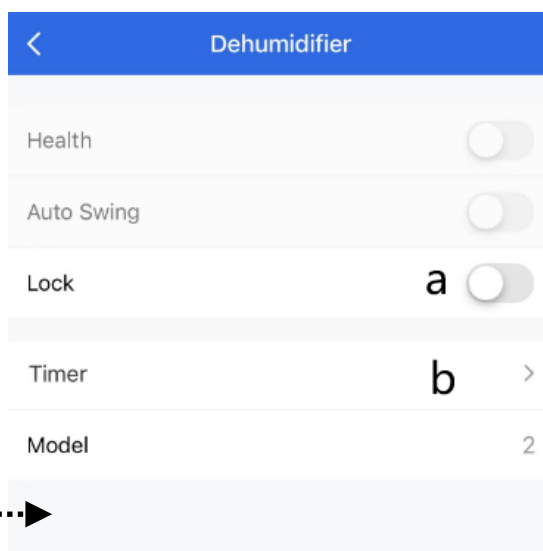 Dehumidifier
Health
Auto Swing
Lock a
Timer b
Model 2